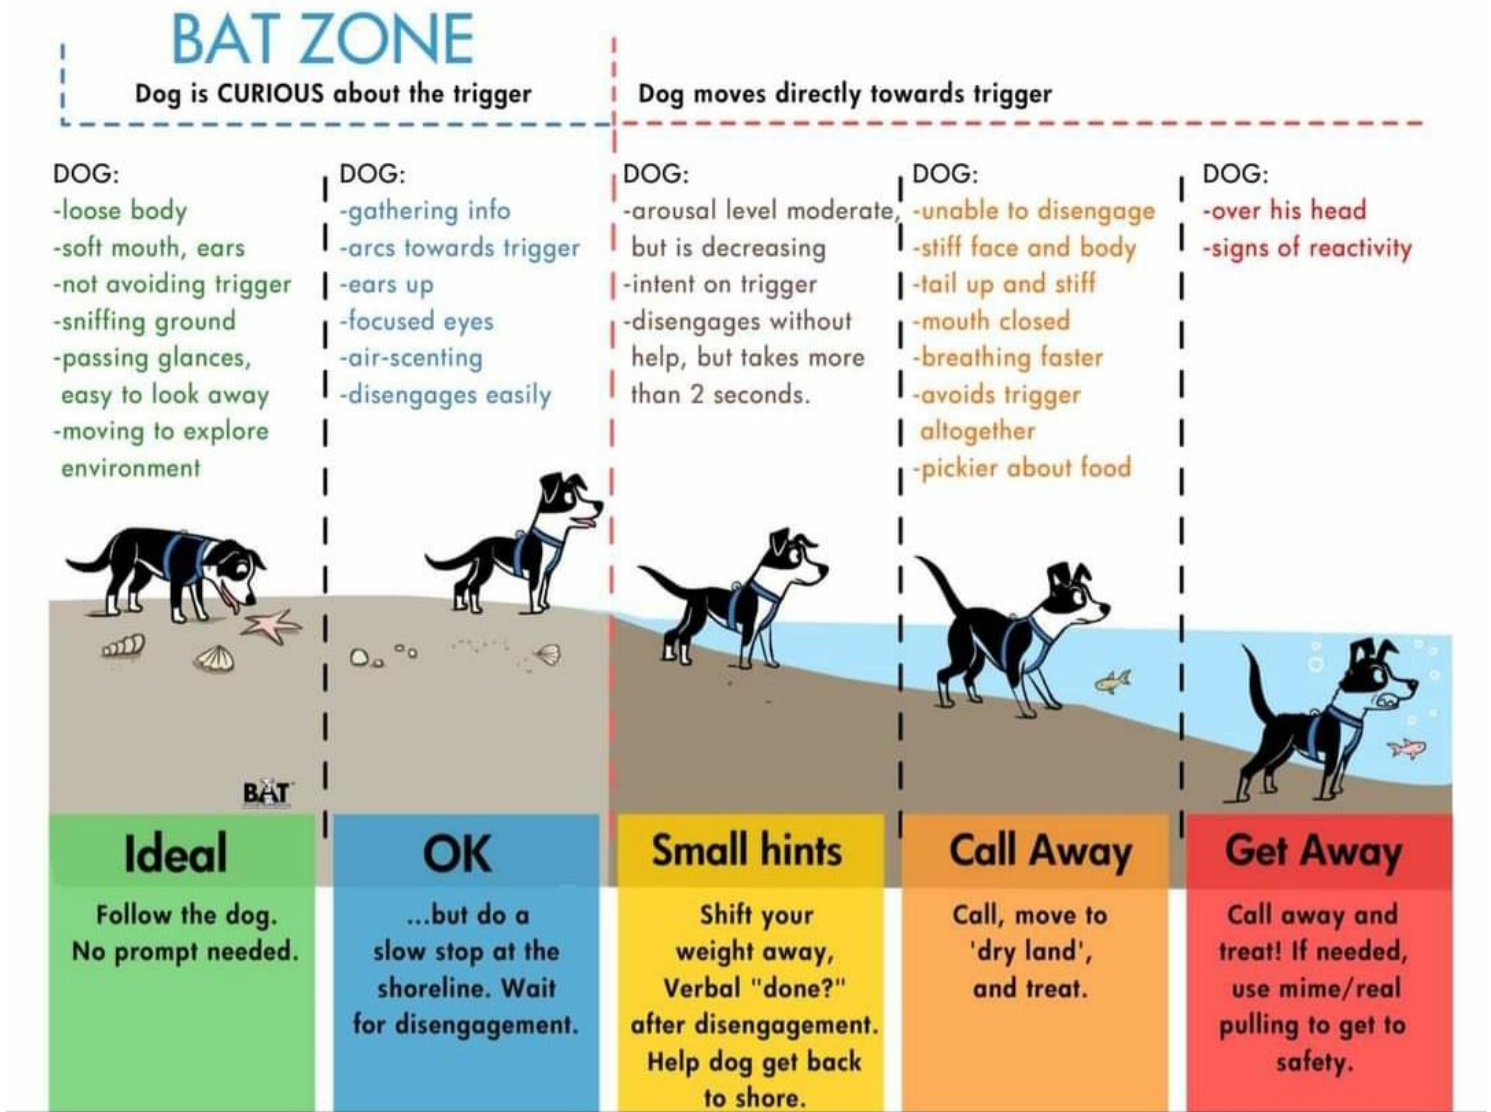 BAT ZONE
Dog is CURIOUS about the trigger
Dog moves directly towards trigger
DOG:
-loose body
-soft mouth, ears
-not avoiding trigger
-sniffing ground
-passing glances,
easy to look away
-moving to explore
environment
DOG:
-gathering info
-arcs towards trigger
-ears up
-focused eyes
-air-scenting
-disengages easily
DOG:
-arousal level moderate,
but is decreasing
-intent on trigger
-disengages without
help, but takes more
than 2 seconds.
DOG:
-unable to disengage
-stiff face and body
-tail up and stiff
-mouth closed
-breathing faster
-avoids trigger
altogether
-pickier about food
DOG:
-over his head
-signs of reactivity
BAT
Ideal
Follow the dog.
No prompt needed.
OK
...but do a
slow stop at the
shoreline. Wait
for disengagement.
Small hints
Shift your
weight away,
Verbal "done?"
after disengagement.
Help dog get back
to shore.
Call Away
Call, move to
'dry land',
and treat.
Get Away
Call away and
treat! If needed,
use mime/real
pulling to get to
safety.